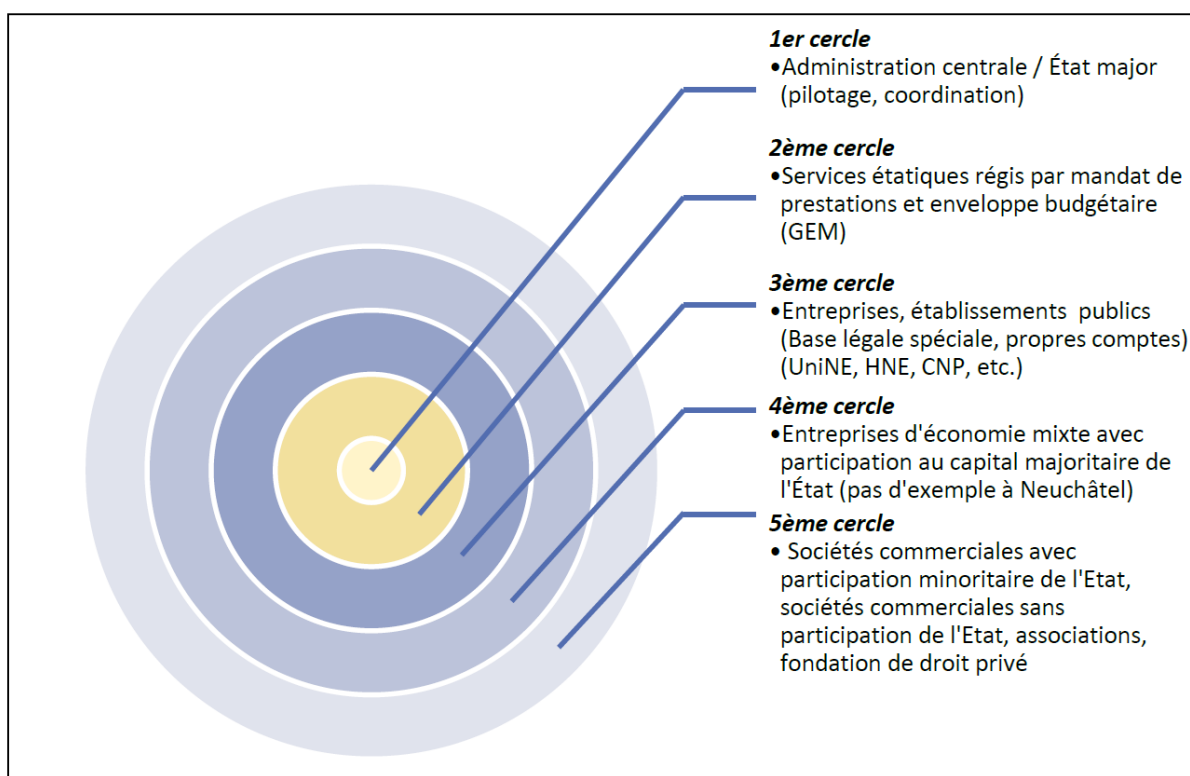 1er cercle
•Administration centrale / État major
(pilotage, coordination)
2ème cercle
•Services étatiques régis par mandat de
prestations et enveloppe budgétaire
(GEM)
3ème cercle
•Entreprises, établissements publics
(Base légale spéciale, propres comptes)
(UniNE, HNE, CNP, etc.)
4ème cercle
•Entreprises d'économie mixte avec
participation au capital majoritaire de
l'État (pas d'exemple à Neuchâtel)
5ème cercle
• Sociétés commerciales avec
participation minoritaire de l'Etat,
sociétés commerciales sans
participation de l'Etat, associations,
fondation de droit privé